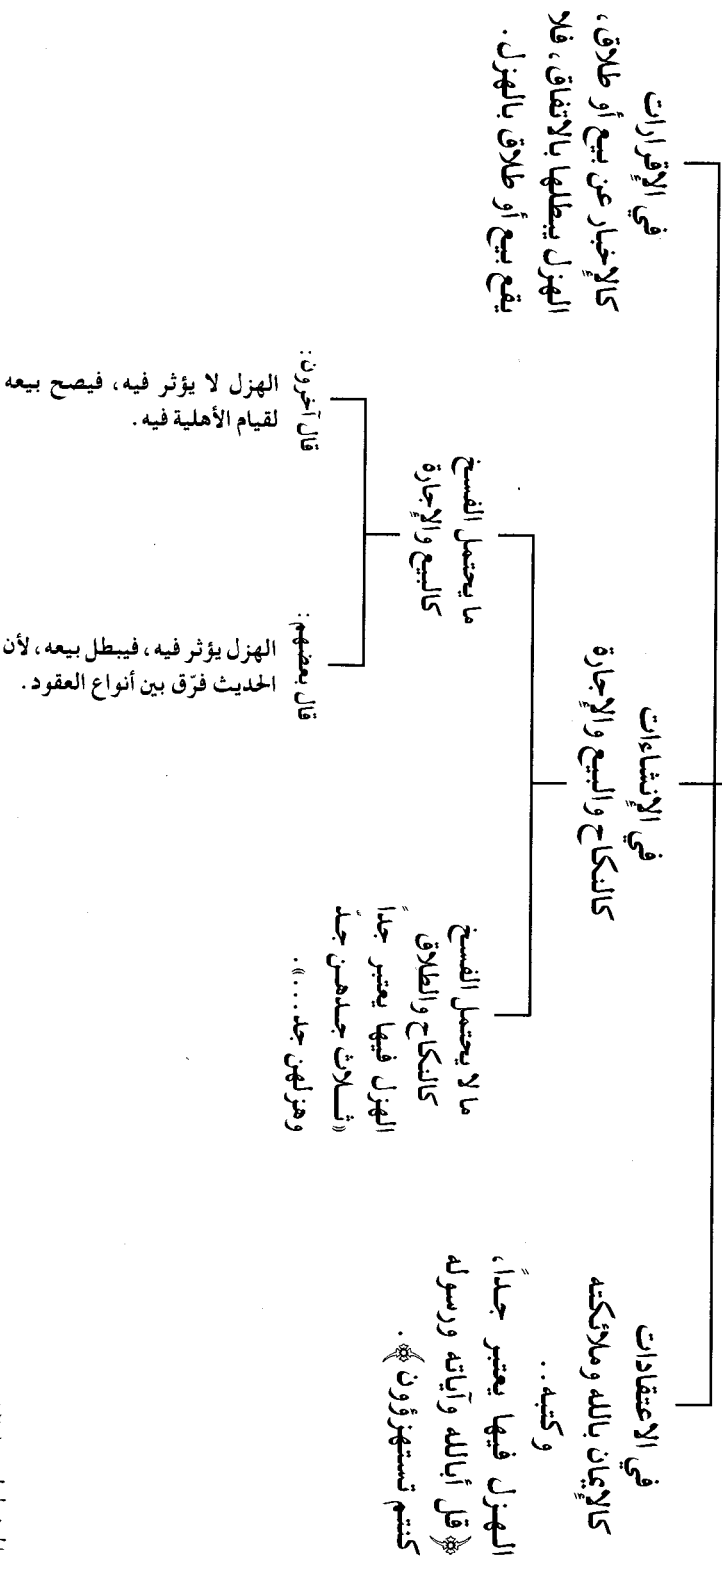 في الاعتقادات
كالإيمان بالله وملائكته
وكتبه..
الهزل فيها يعتبر جداً،
﴿قل أبالله وآياته ورسوله
كنتم تستهزؤون﴾.
في الإنشاءات
كالنكاح والبيع والإجارة
ما لا يحتمل الفسخ
كالنكاح والطلاق
الهزل فيها يعتبر جداً
«ثلاث جدهن جدّ
وهزلهن جد...».
ما يحتمل الفسخ
كالبيع والإجارة
قال بعضهم:
الهزل يؤثر فيه، فيبطل بيعه، لأن
الحديث فرّق بين أنواع العقود.
قال آخرون:
الهزل لا يؤثر فيه، فيصح بيعه
لقيام الأهلية فيه.
في الإقرارات
كالإخبار عن بيع أو طلاق،
الهزل يبطلها بالاتفاق، فلا
يقع بيع أو طلاق بالهزل.